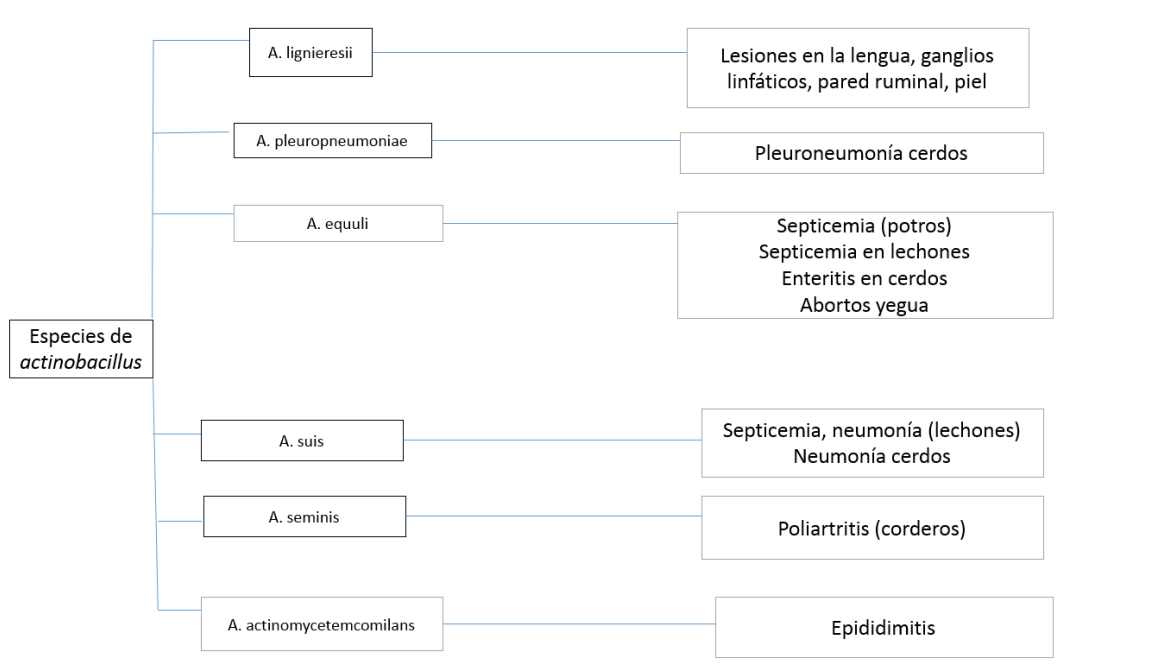 A. lignieresii
Lesiones en la lengua, ganglios
linfáticos, pared ruminal, piel
A. pleuropneumoniae
Pleuroneumonía cerdos
A. equuli
Septicemia (potros)
Septicemia en lechones
Enteritis en cerdos
Abortos yegua
Especies de
actinobacillus
A. suis
Septicemia, neumonía (lechones)
Neumonía cerdos
A. seminis
Poliartritis (corderos)
A. actinomycetemcomilans
Epididimitis